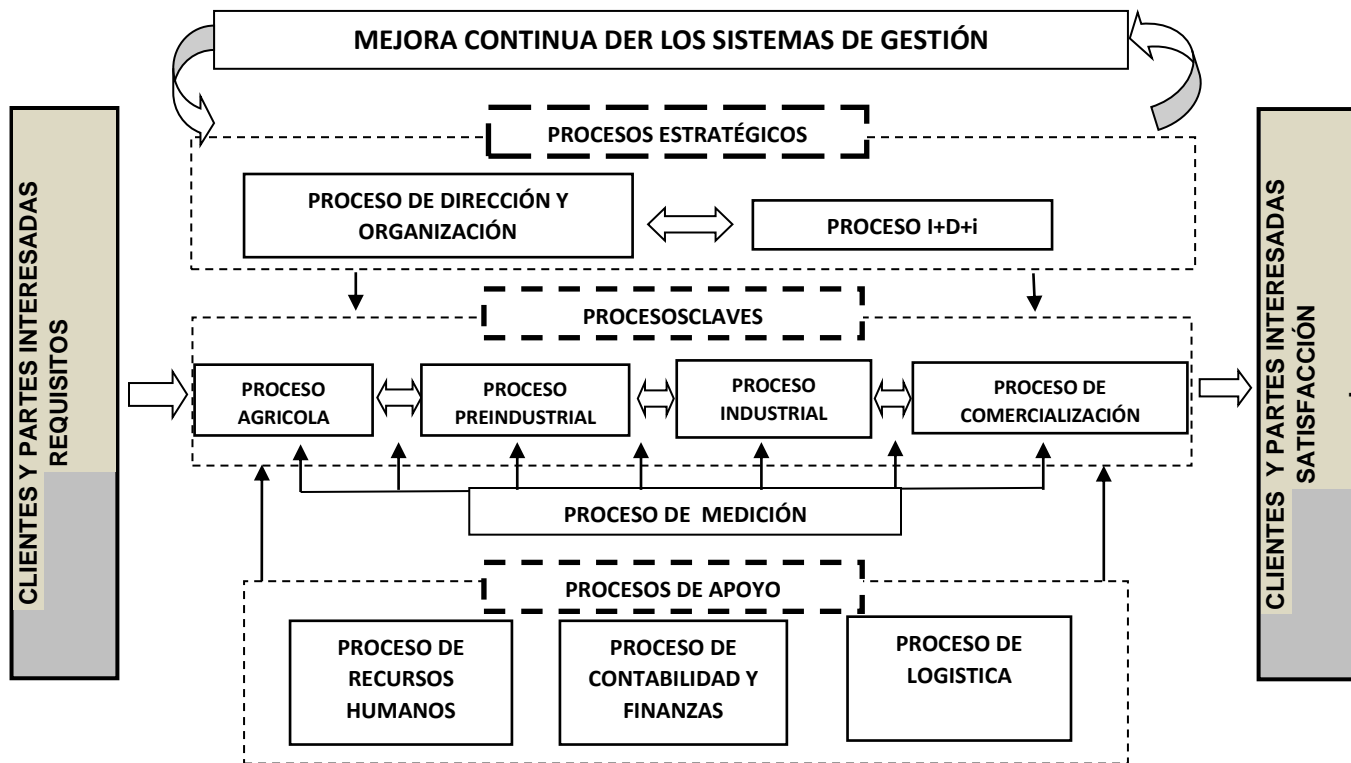 MEJORA CONTINUA DER LOS SISTEMAS DE GESTIÓN
CLIENTES Y PARTES INTERESADAS
REQUISITOS
PROCESOS ESTRATÉGICOS
PROCESO DE DIRECCIÓN Y
ORGANIZACIÓN
PROCESO I+D+i
PROCESOSCLAVES
PROCESO
AGRICOLA
PROCESO
PREINDUSTRIAL
PROCESO
INDUSTRIAL
PROCESO DE
COMERCIALIZACIÓN
PROCESO DE MEDICIÓN
PROCESOS DE APOYO
PROCESO DE
RECURSOS
HUMANOS
PROCESO DE
CONTABILIDAD Y
FINANZAS
PROCESO DE
LOGISTICA
CLIENTES Y PARTES INTERESADAS
SATISFACCIÓN